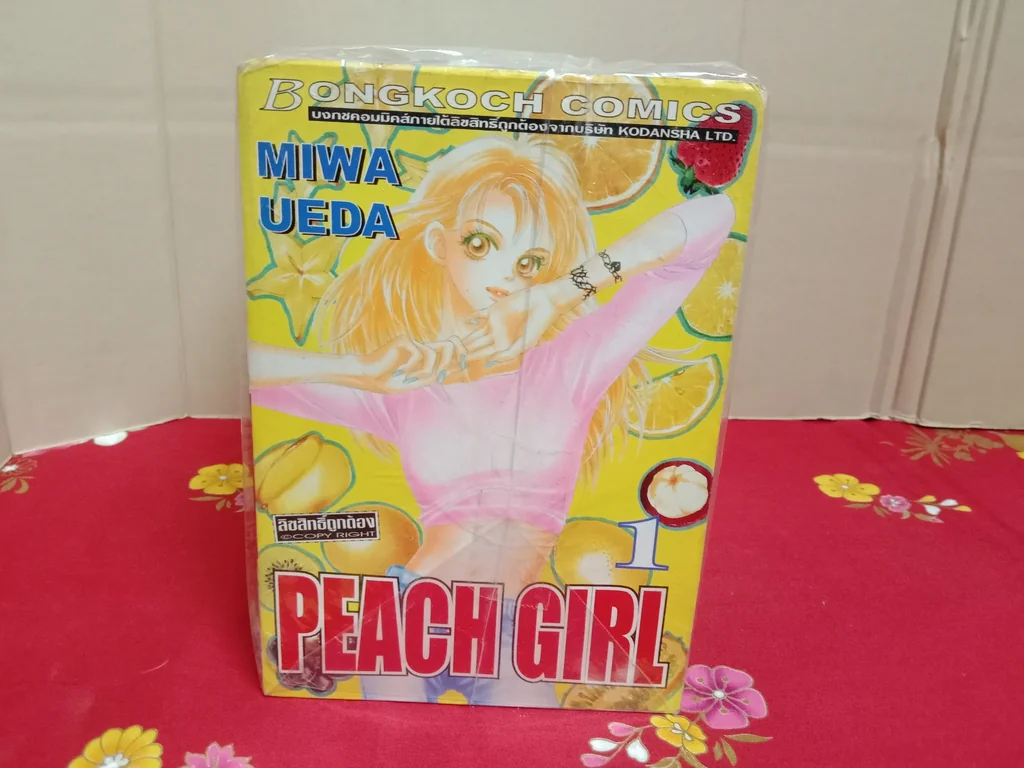 BONGKOCH COMICS
บงกชคอมมิคส์ภายใต้ลิขสิทธิ์ถูกต้องจากบริษัท KODANSHA LTD.
MIWA
UEDA
ลิขสิทธิ์ถูกต้อง
©COPY RIGHT
1
PEACH GIRL